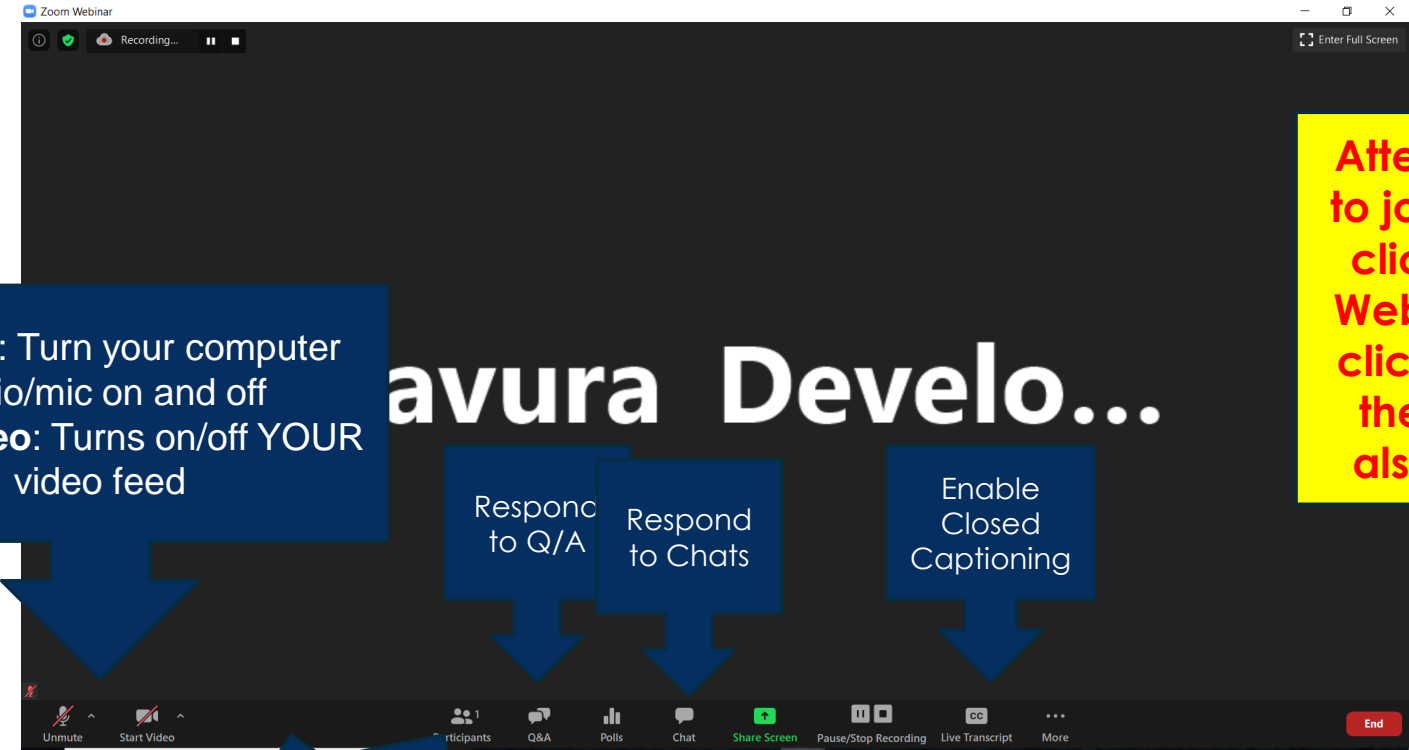 Zoom Webinar
Recording...
Enter Full Screen
: Turn your computer
io/mic on and off
eo: Turns on/off YOUR
video feed
avura Develo...
to
Respond
to Q/A
Respond
to Chats
Enable
Closed
Captioning
Unmute
Start Video
1
Participants
Q&A
Polls
Chat
Share Screen
Pause/Stop Recording
CC
Live Transcript
More
End